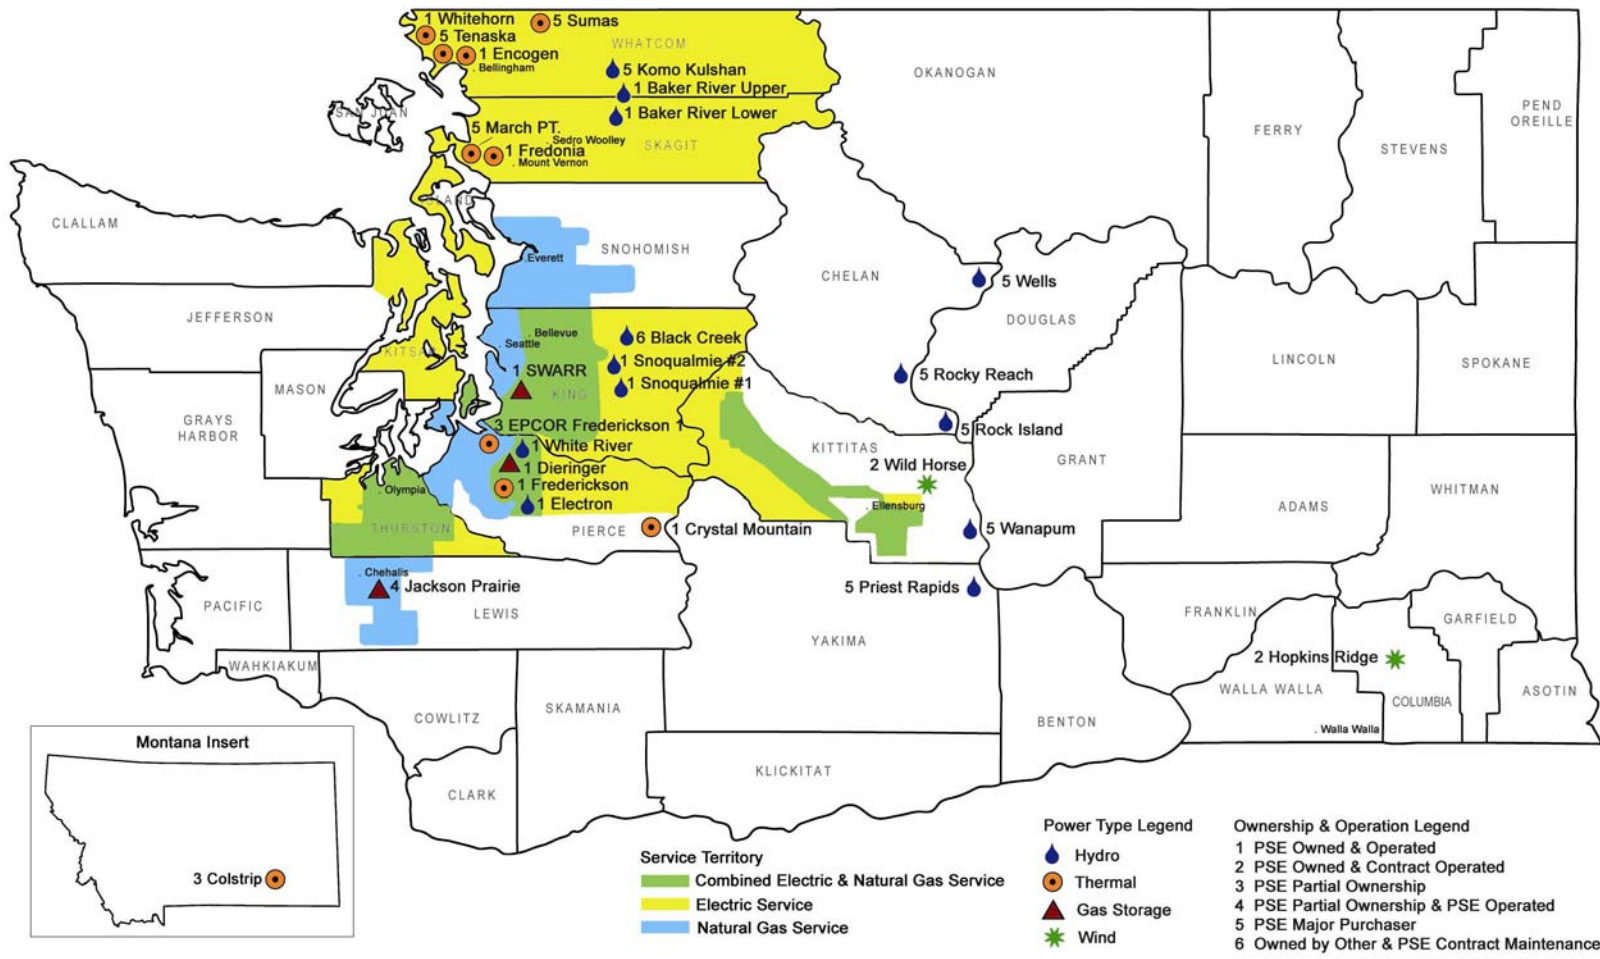 1 Whitehorn
5 Sumas
5 Tenaska
1 Encogen
Bellingham
WHATCOM
5 Komo Kulshan
1 Baker River Upper
1 Baker River Lower
SAN JUAN
5 March PT.
Sedro Woolley
1 Fredonia
Mount Vernon
SKAGIT
OKANOGAN
FERRY
STEVENS
PEND
OREILLE
CLALLAM
ISLAND
SNOHOMISH
Everett
CHELAN
5 Wells
JEFFERSON
DOUGLAS
KITSAP
Bellevue
Seattle
6 Black Creek
1 Snoqualmie #2
1 Snoqualmie #1
1 SWARR
KING
LINCOLN
SPOKANE
5 Rocky Reach
MASON
GRAYS
HARBOR
3 EPCOR Frederickson 1
1 White River
1 Dieringer
1 Frederickson
1 Electron
5 Rock Island
KITTITAS
2 Wild Horse
GRANT
Olympia
Ellensburg
WHITMAN
ADAMS
THURSTON
PIERCE
1 Crystal Mountain
5 Wanapum
Chehalis
4 Jackson Prairie
5 Priest Rapids
PACIFIC
LEWIS
YAKIMA
FRANKLIN
GARFIELD
WAHKIAKUM
2 Hopkins Ridge
WALLA WALLA
COLUMBIA
ASOTIN
COWLITZ
SKAMANIA
BENTON
Walla Walla
Montana Insert
KLICKITAT
CLARK
3 Colstrip
Service Territory
Combined Electric & Natural Gas Service
Electric Service
Natural Gas Service
Power Type Legend
Hydro
Thermal
Gas Storage
Wind
Ownership & Operation Legend
1 PSE Owned & Operated
2 PSE Owned & Contract Operated
3 PSE Partial Ownership
4 PSE Partial Ownership & PSE Operated
5 PSE Major Purchaser
6 Owned by Other & PSE Contract Maintenance